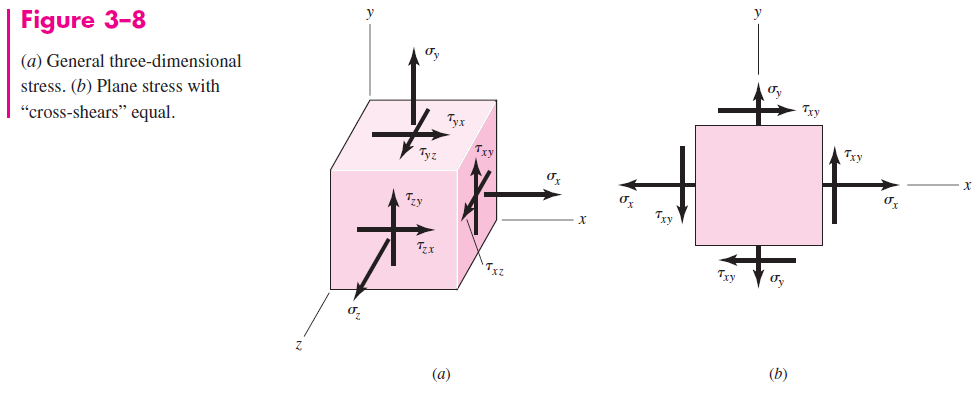 Figure 3–8
(a) General three-dimensional
stress. (b) Plane stress with
“cross-shears” equal.
y
σy
τyx
τyz
τxy
σx
x
τzy
τzx
τxz
σz
z
(a)
y
σy
τxy
τxy
σx
x
σx
τxy
τxy
σy
(b)